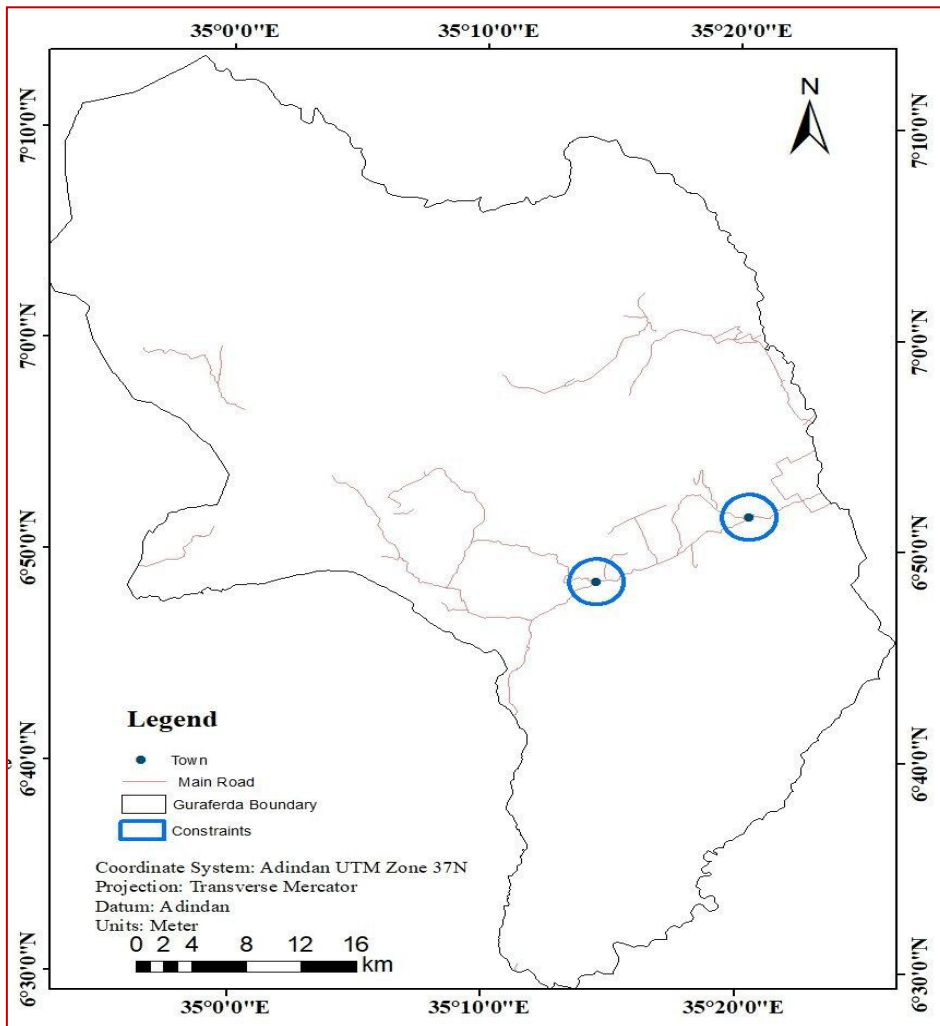 35°0'0"E 35°10'0"E 35°20'0"E
N
7°10'0"N 7°10'0"N
7°0'0"N 7°0'0"N
6°50'0"N 6°50'0"N
6°40'0"N 6°40'0"N
6°30'0"N 6°30'0"N
Legend
Town
Main Road
Guraferda Boundary
Constraints
Coordinate System: Adindan UTM Zone 37N
Projection: Transverse Mercator
Datum: Adindan
Units: Meter
0 2 4 8 12 16
km
35°0'0"E 35°10'0"E 35°20'0"E